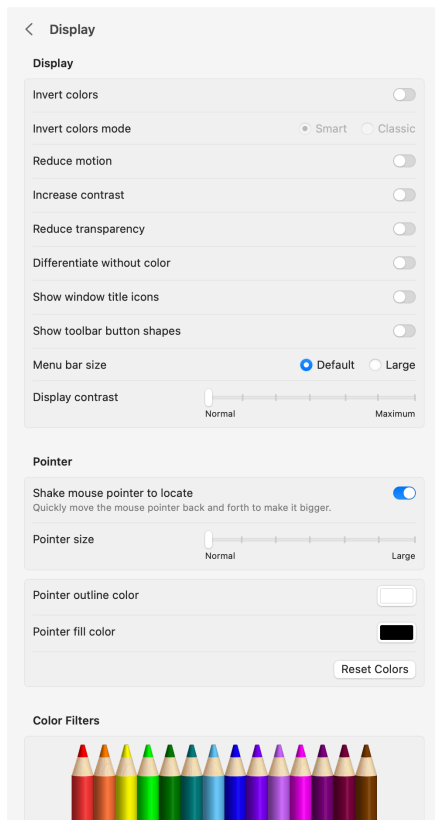 Display
Display
Invert colors
Invert colors mode Smart Classic
Reduce motion
Increase contrast
Reduce transparency
Differentiate without color
Show window title icons
Show toolbar button shapes
Menu bar size Default Large
Display contrast
Normal Maximum
Pointer
Shake mouse pointer to locate
Quickly move the mouse pointer back and forth to make it bigger.
Pointer size
Normal Large
Pointer outline color
Pointer fill color
Reset Colors
Color Filters